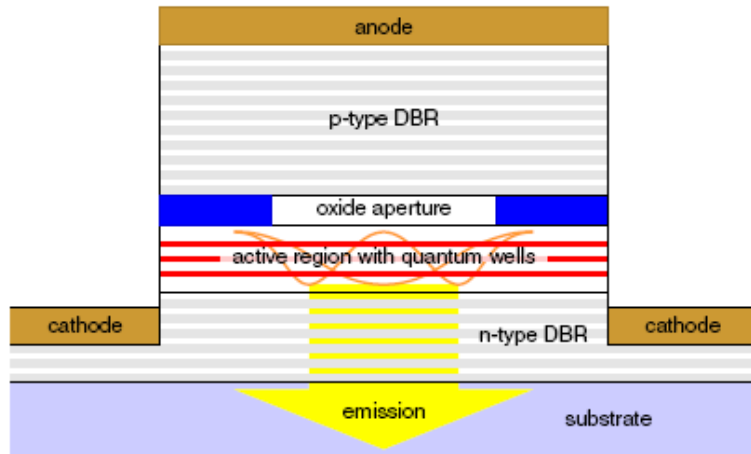 anode
p-type DBR
oxide aperture
active region with quantum wells
cathode
cathode
n-type DBR
emission
substrate